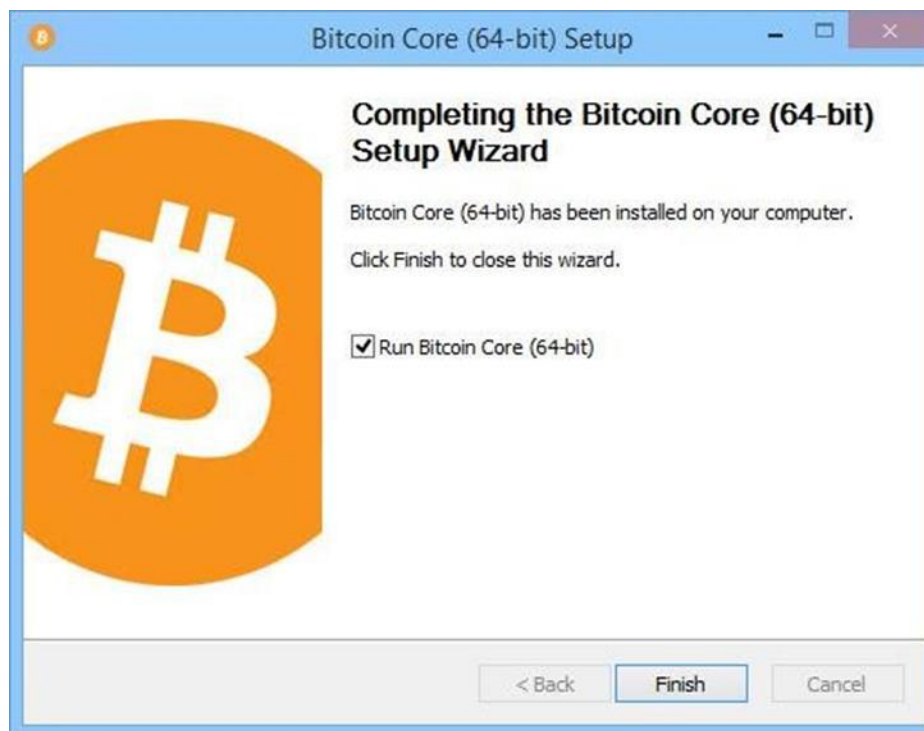 Bitcoin Core (64-bit) Setup
Completing the Bitcoin Core (64-bit)
Setup Wizard
Bitcoin Core (64-bit) has been installed on your computer.
Click Finish to close this wizard.
Run Bitcoin Core (64-bit)
< Back
Finish
Cancel